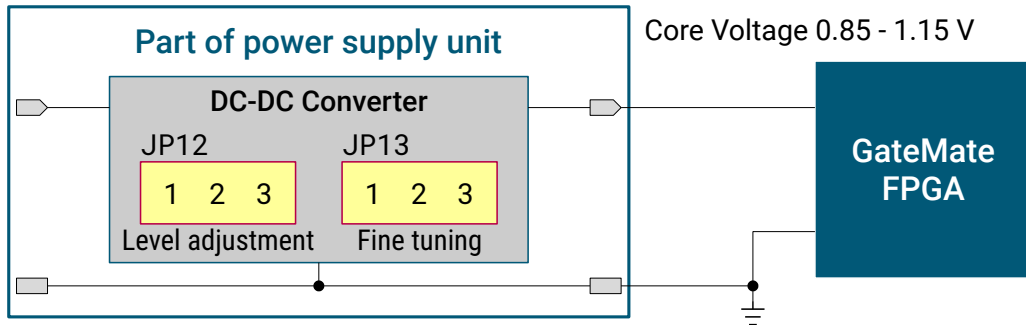 Core Voltage 0.85 - 1.15 V
Part of power supply unit
DC-DC Converter
JP12 JP13
1 2 3 1 2 3
Level adjustment Fine tuning
GateMate
FPGA